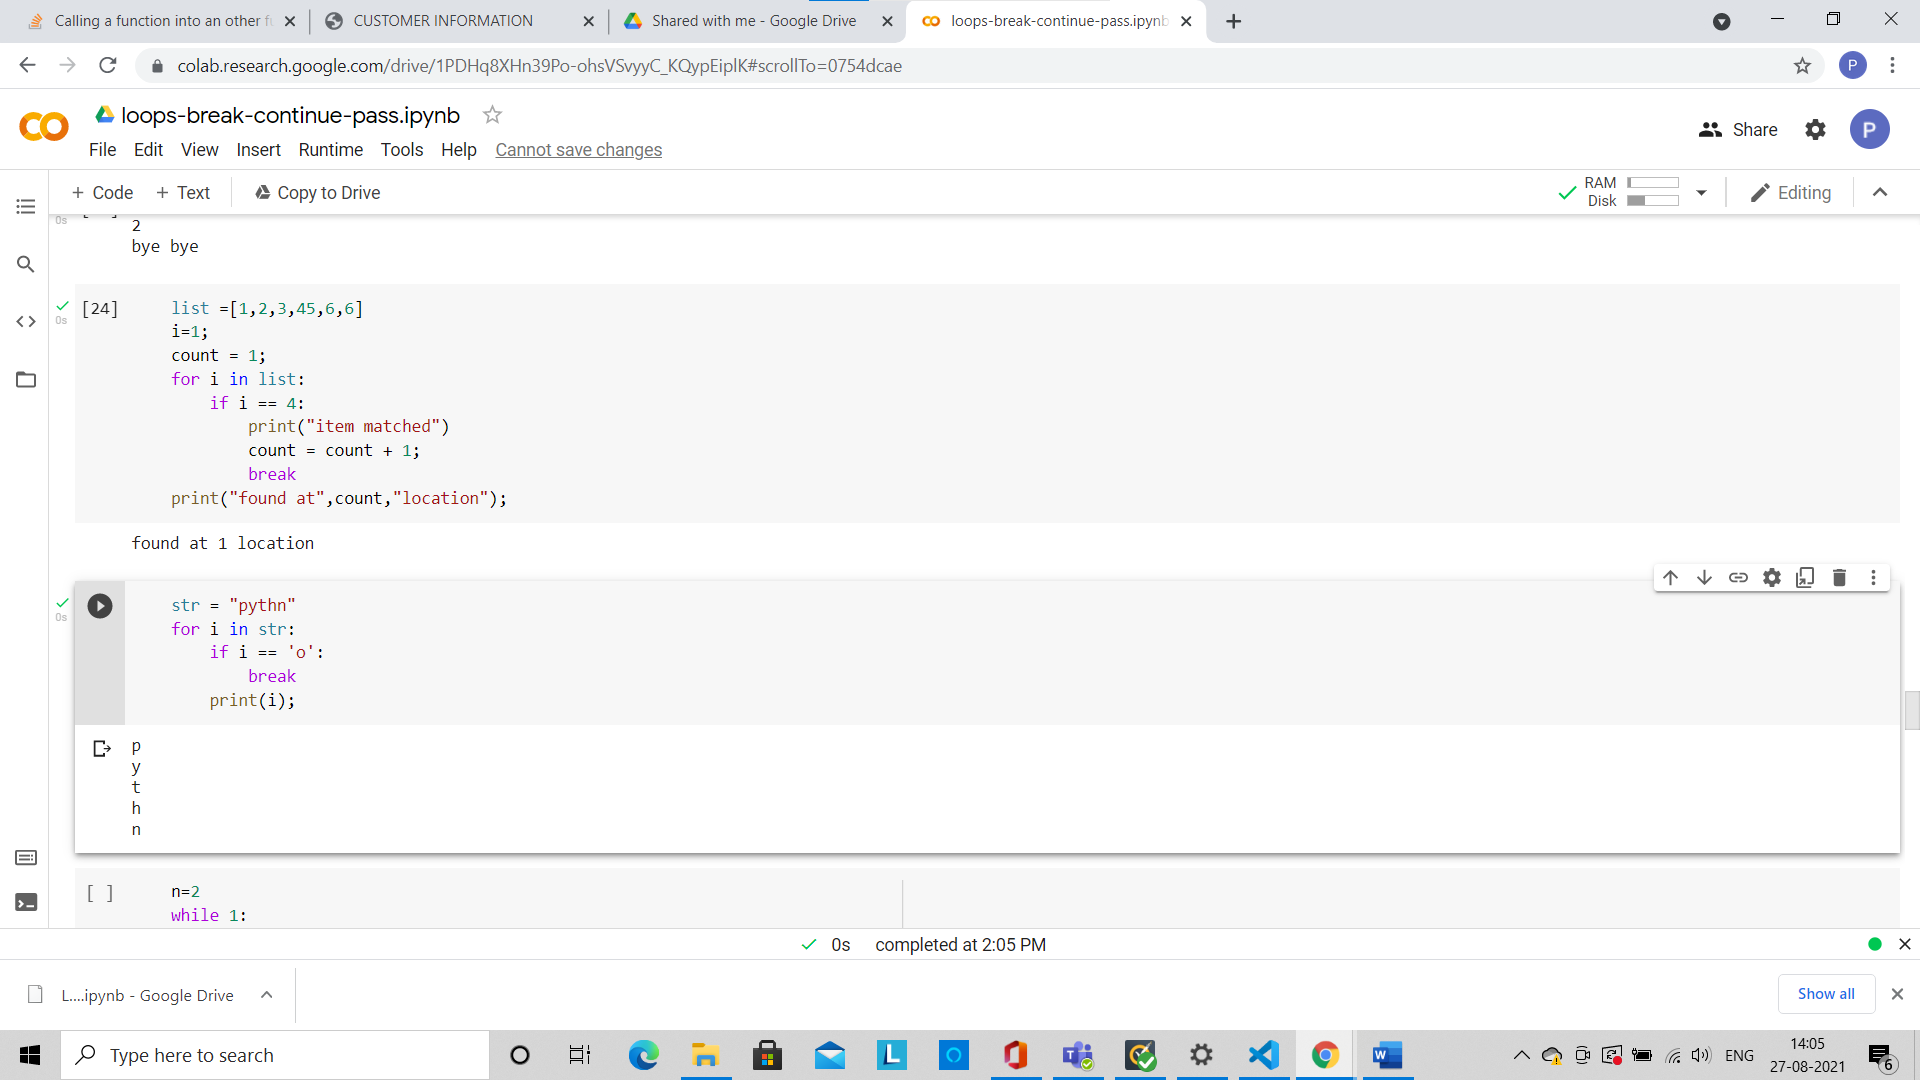 Calling a function into an other f
CUSTOMER INFORMATION
Shared with me - Google Drive
loops-break-continue-pass.ipynb
colab.research.google.com/drive/1PDHq8XHn39Po-ohsVSvyyC_KQypEiplK#scrollTo=0754dcae
P
loops-break-continue-pass.ipynb
Share
P
File Edit View Insert Runtime Tools Help Cannot save changes
+ Code + Text Copy to Drive
RAM
Disk
Editing
0s
2
bye bye
[24]
0s
list =[1,2,3,45,6,6]
i=1;
count = 1;
for i in list:
    if i == 4:
        print("item matched")
        count = count + 1;
        break
print("found at",count,"location");
found at 1 location
0s
str = "pythn"
for i in str:
    if i == 'o':
        break
    print(i);
p
y
t
h
n
[ ]
n=2
while 1:
0s completed at 2:05 PM
L....ipynb - Google Drive
Show all
Type here to search
ENG
14:05
27-08-2021
6